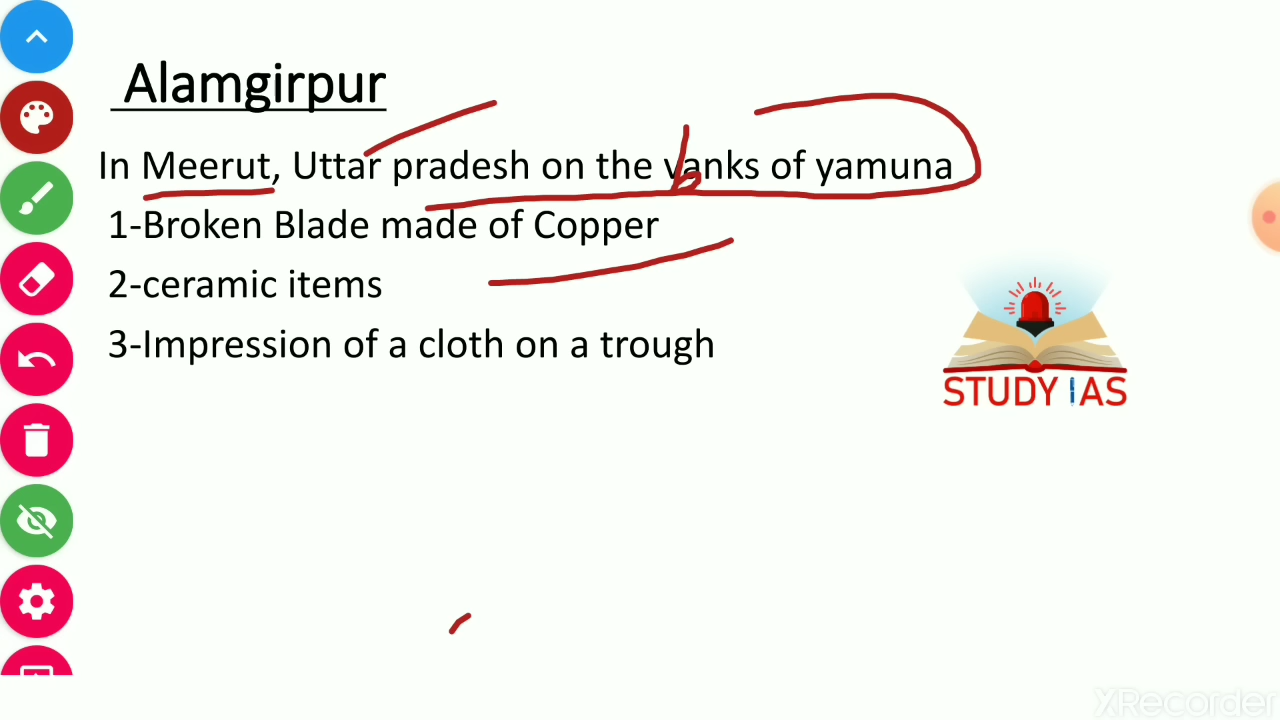 Alamgirpur
In Meerut, Uttar pradesh on the vanks of yamuna
b
1-Broken Blade made of Copper
2-ceramic items
3-Impression of a cloth on a trough
STUDY IAS
XRecorder